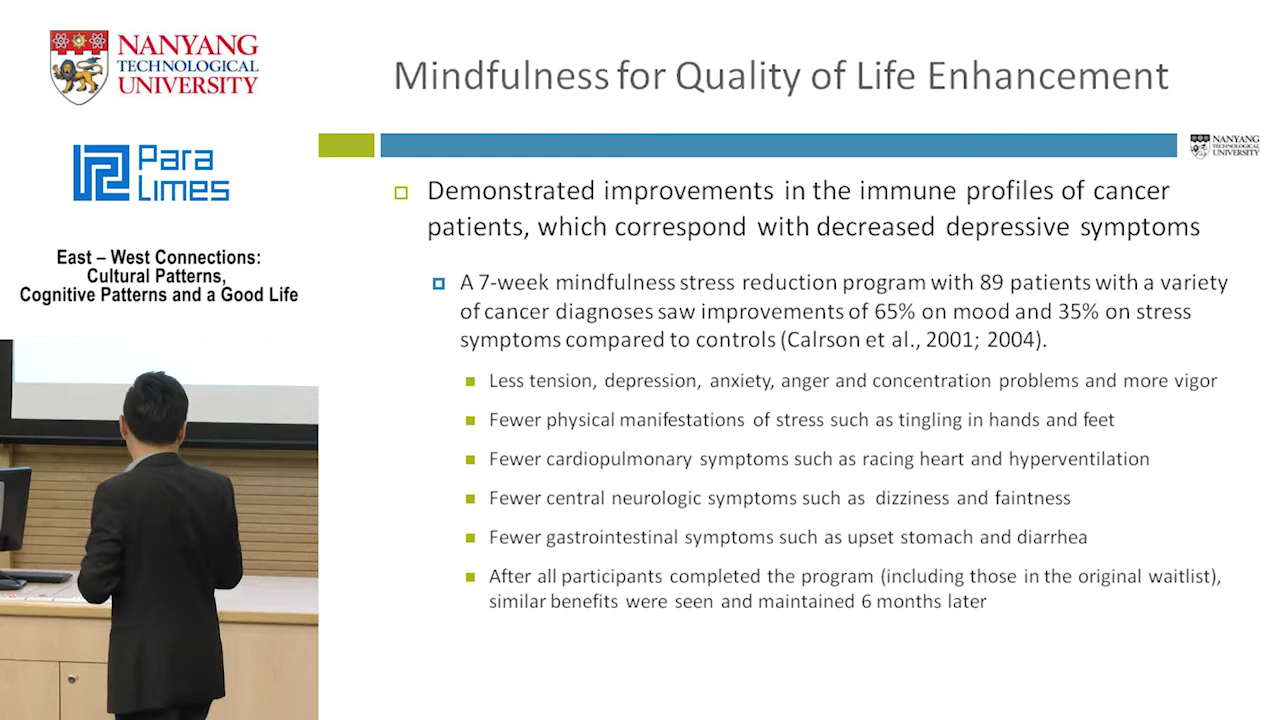 NANYANG
TECHNOLOGICAL
UNIVERSITY
Para
Limes
East – West Connections:
Cultural Patterns,
Cognitive Patterns and a Good Life
Mindfulness for Quality of Life Enhancement
NANYANG
TECHNOLOGICAL
UNIVERSITY
Demonstrated improvements in the immune profiles of cancer
patients, which correspond with decreased depressive symptoms
A 7-week mindfulness stress reduction program with 89 patients with a variety
of cancer diagnoses saw improvements of 65% on mood and 35% on stress
symptoms compared to controls (Calrson et al., 2001; 2004).
Less tension, depression, anxiety, anger and concentration problems and more vigor
Fewer physical manifestations of stress such as tingling in hands and feet
Fewer cardiopulmonary symptoms such as racing heart and hyperventilation
Fewer central neurologic symptoms such as dizziness and faintness
Fewer gastrointestinal symptoms such as upset stomach and diarrhea
After all participants completed the program (including those in the original waitlist),
similar benefits were seen and maintained 6 months later